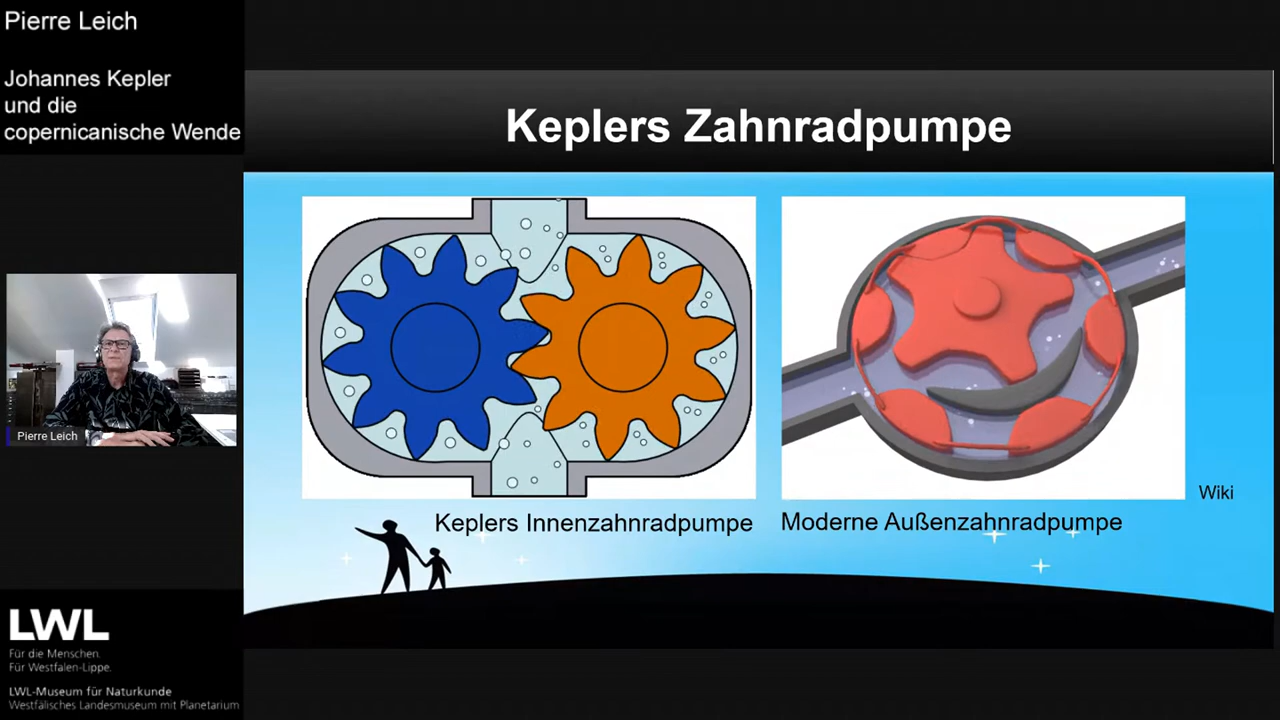 Pierre Leich
Johannes Kepler
und die
copernicanische Wende
Keplers Zahnradpumpe
Pierre Leich
Wiki
Keplers Innenzahnradpumpe
Moderne Außenzahnradpumpe
LWL
Für die Menschen.
Für Westfalen-Lippe.
LWL-Museum für Naturkunde
Westfälisches Landesmuseum mit Planetarium